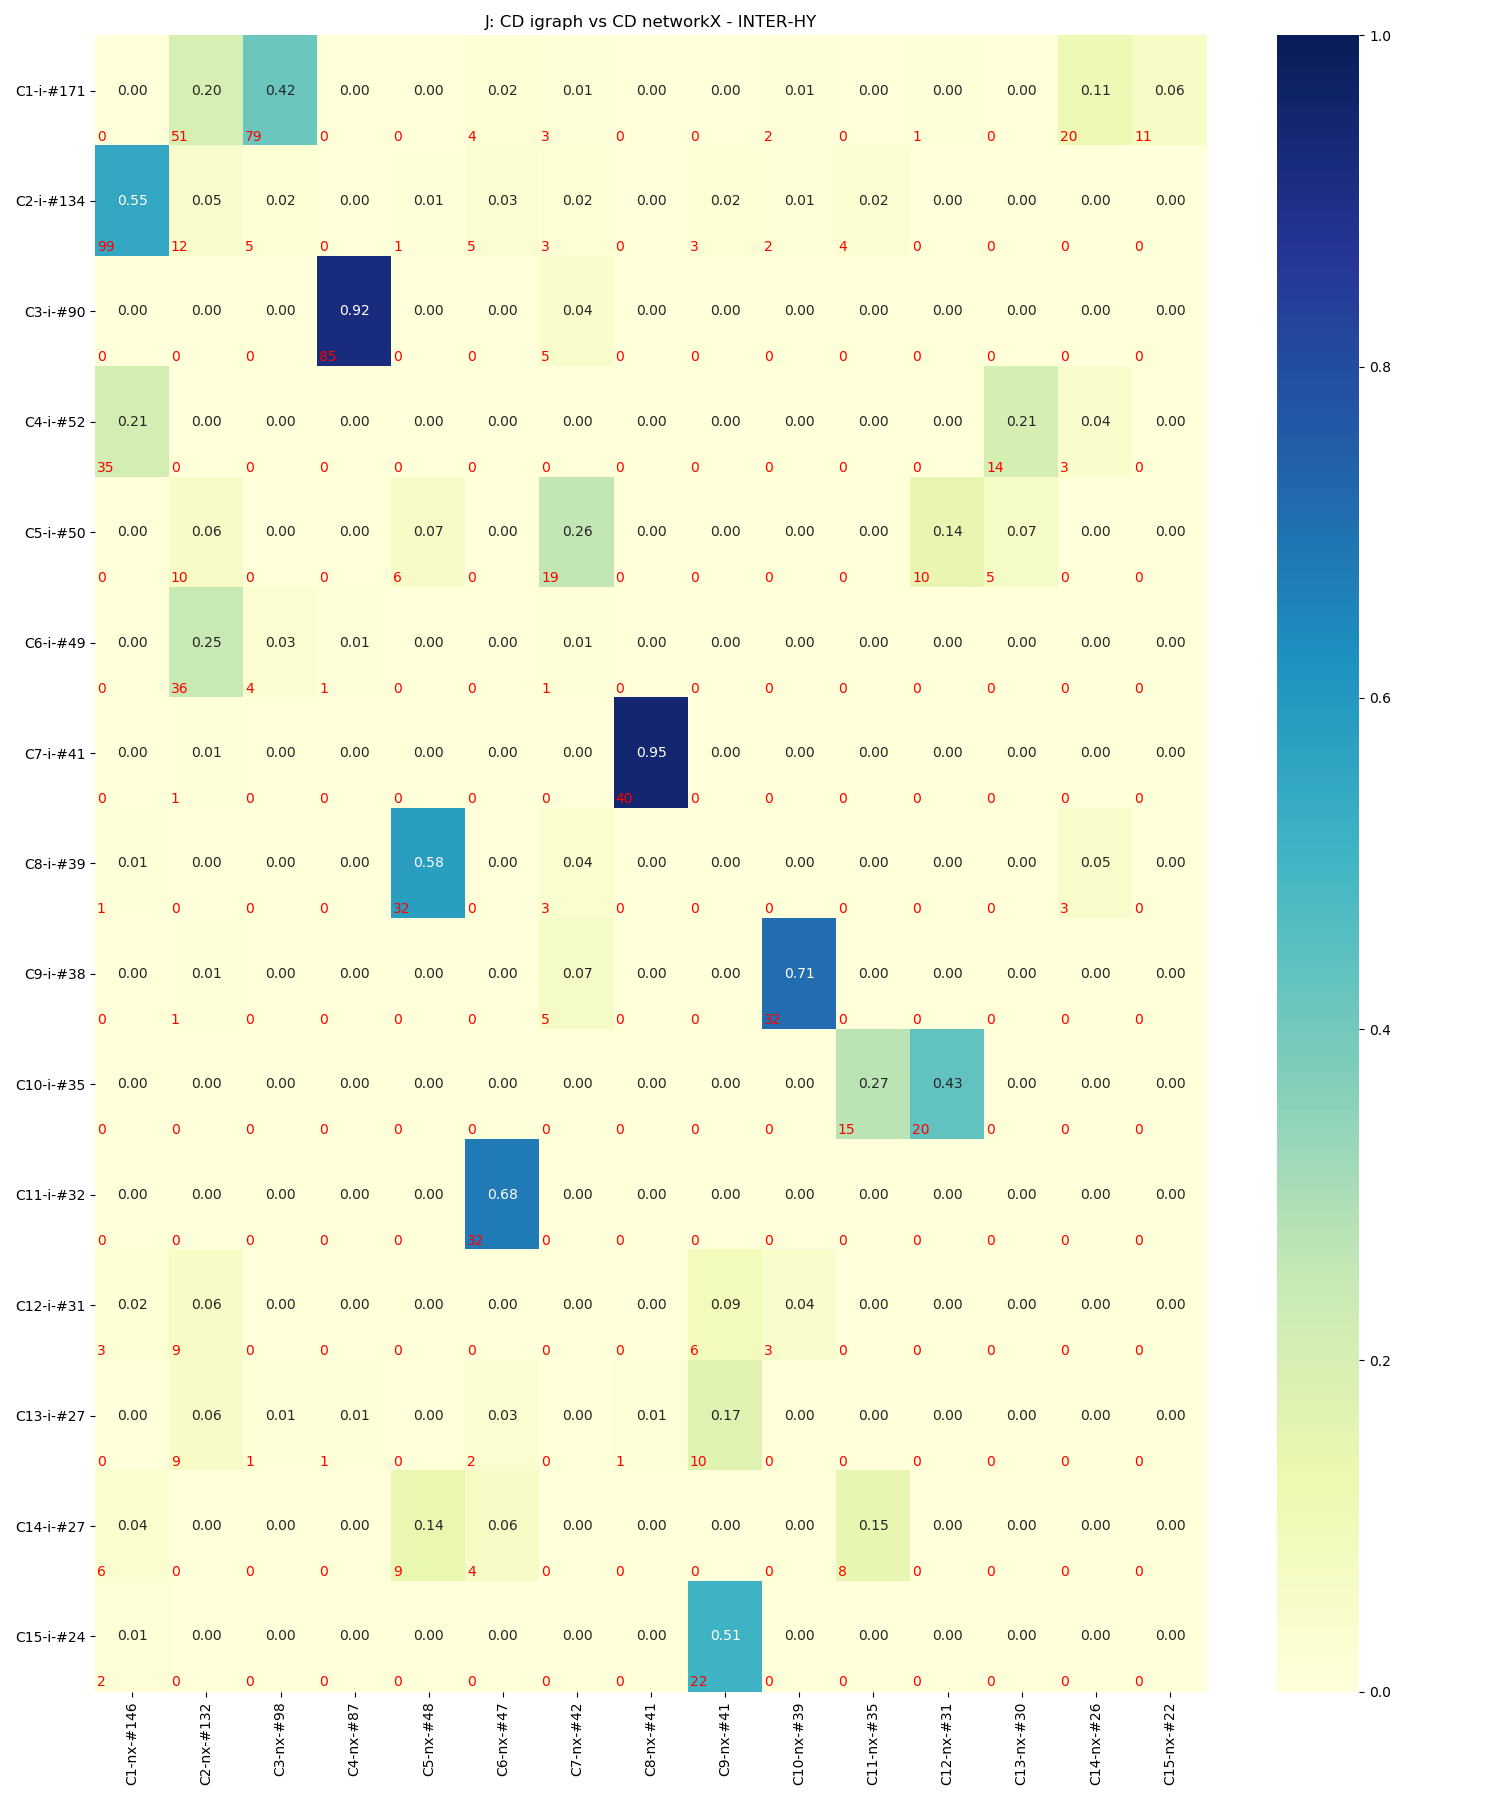 J: CD igraph vs CD networkX - INTER-HY
C1-i-#171 0.00 0.20 0.42 0.00 0.00 0.02 0.01 0.00 0.00 0.01 0.00 0.00 0.00 0.11 0.06
0 51 79 0 0 4 3 0 0 2 0 1 0 20 11
C2-i-#134 0.55 0.05 0.02 0.00 0.01 0.03 0.02 0.00 0.02 0.01 0.02 0.00 0.00 0.00 0.00
99 12 5 0 1 5 3 0 3 2 4 0 0 0 0
C3-i-#90 0.00 0.00 0.00 0.92 0.00 0.00 0.04 0.00 0.00 0.00 0.00 0.00 0.00 0.00 0.00
0 0 0 85 0 0 5 0 0 0 0 0 0 0 0
C4-i-#52 0.21 0.00 0.00 0.00 0.00 0.00 0.00 0.00 0.00 0.00 0.00 0.00 0.21 0.04 0.00
35 0 0 0 0 0 0 0 0 0 0 0 14 3 0
C5-i-#50 0.00 0.06 0.00 0.00 0.07 0.00 0.26 0.00 0.00 0.00 0.00 0.14 0.07 0.00 0.00
0 10 0 0 6 0 19 0 0 0 0 10 5 0 0
C6-i-#49 0.00 0.25 0.03 0.01 0.00 0.00 0.01 0.00 0.00 0.00 0.00 0.00 0.00 0.00 0.00
0 36 4 1 0 0 1 0 0 0 0 0 0 0 0
C7-i-#41 0.00 0.01 0.00 0.00 0.00 0.00 0.00 0.95 0.00 0.00 0.00 0.00 0.00 0.00 0.00
0 1 0 0 0 0 0 40 0 0 0 0 0 0 0
C8-i-#39 0.01 0.00 0.00 0.00 0.58 0.00 0.04 0.00 0.00 0.00 0.00 0.00 0.00 0.05 0.00
1 0 0 0 32 0 3 0 0 0 0 0 0 3 0
C9-i-#38 0.00 0.01 0.00 0.00 0.00 0.00 0.07 0.00 0.00 0.71 0.00 0.00 0.00 0.00 0.00
0 1 0 0 0 0 5 0 0 32 0 0 0 0 0
C10-i-#35 0.00 0.00 0.00 0.00 0.00 0.00 0.00 0.00 0.00 0.00 0.27 0.43 0.00 0.00 0.00
0 0 0 0 0 0 0 0 0 0 15 20 0 0 0
C11-i-#32 0.00 0.00 0.00 0.00 0.00 0.68 0.00 0.00 0.00 0.00 0.00 0.00 0.00 0.00 0.00
0 0 0 0 0 32 0 0 0 0 0 0 0 0 0
C12-i-#31 0.02 0.06 0.00 0.00 0.00 0.00 0.00 0.00 0.09 0.04 0.00 0.00 0.00 0.00 0.00
3 9 0 0 0 0 0 0 6 3 0 0 0 0 0
C13-i-#27 0.00 0.06 0.01 0.01 0.00 0.03 0.00 0.01 0.17 0.00 0.00 0.00 0.00 0.00 0.00
0 9 1 1 0 2 0 1 10 0 0 0 0 0 0
C14-i-#27 0.04 0.00 0.00 0.00 0.14 0.06 0.00 0.00 0.00 0.00 0.15 0.00 0.00 0.00 0.00
6 0 0 0 9 4 0 0 0 0 8 0 0 0 0
C15-i-#24 0.01 0.00 0.00 0.00 0.00 0.00 0.00 0.00 0.51 0.00 0.00 0.00 0.00 0.00 0.00
2 0 0 0 0 0 0 0 22 0 0 0 0 0 0
C1-nx-#146
C2-nx-#132
C3-nx-#98
C4-nx-#87
C5-nx-#48
C6-nx-#47
C7-nx-#42
C8-nx-#41
C9-nx-#41
C10-nx-#39
C11-nx-#35
C12-nx-#31
C13-nx-#30
C14-nx-#26
C15-nx-#22
1.0
0.8
0.6
0.4
0.2
0.0